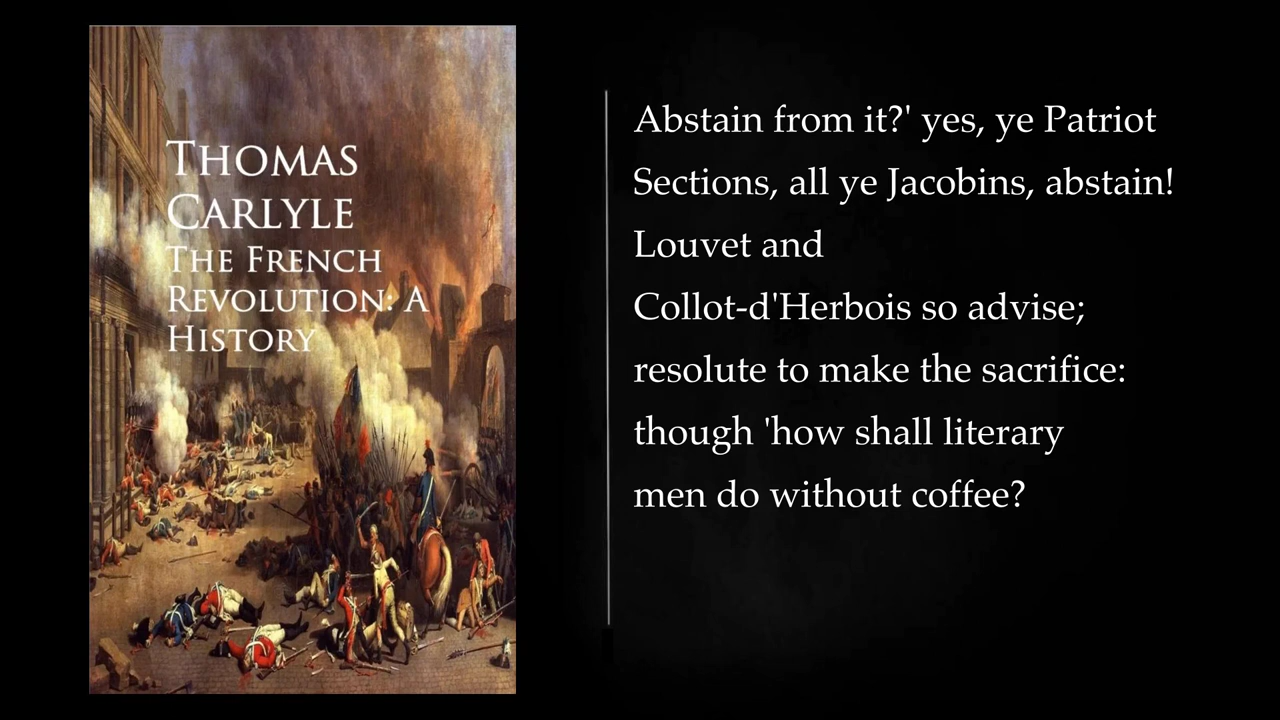 THOMAS
CARLYLE
THE FRENCH
REVOLUTION: A
HISTORY
Abstain from it?' yes, ye Patriot
Sections, all ye Jacobins, abstain!
Louvet and
Collot-d'Herbois so advise;
resolute to make the sacrifice:
though 'how shall literary
men do without coffee?